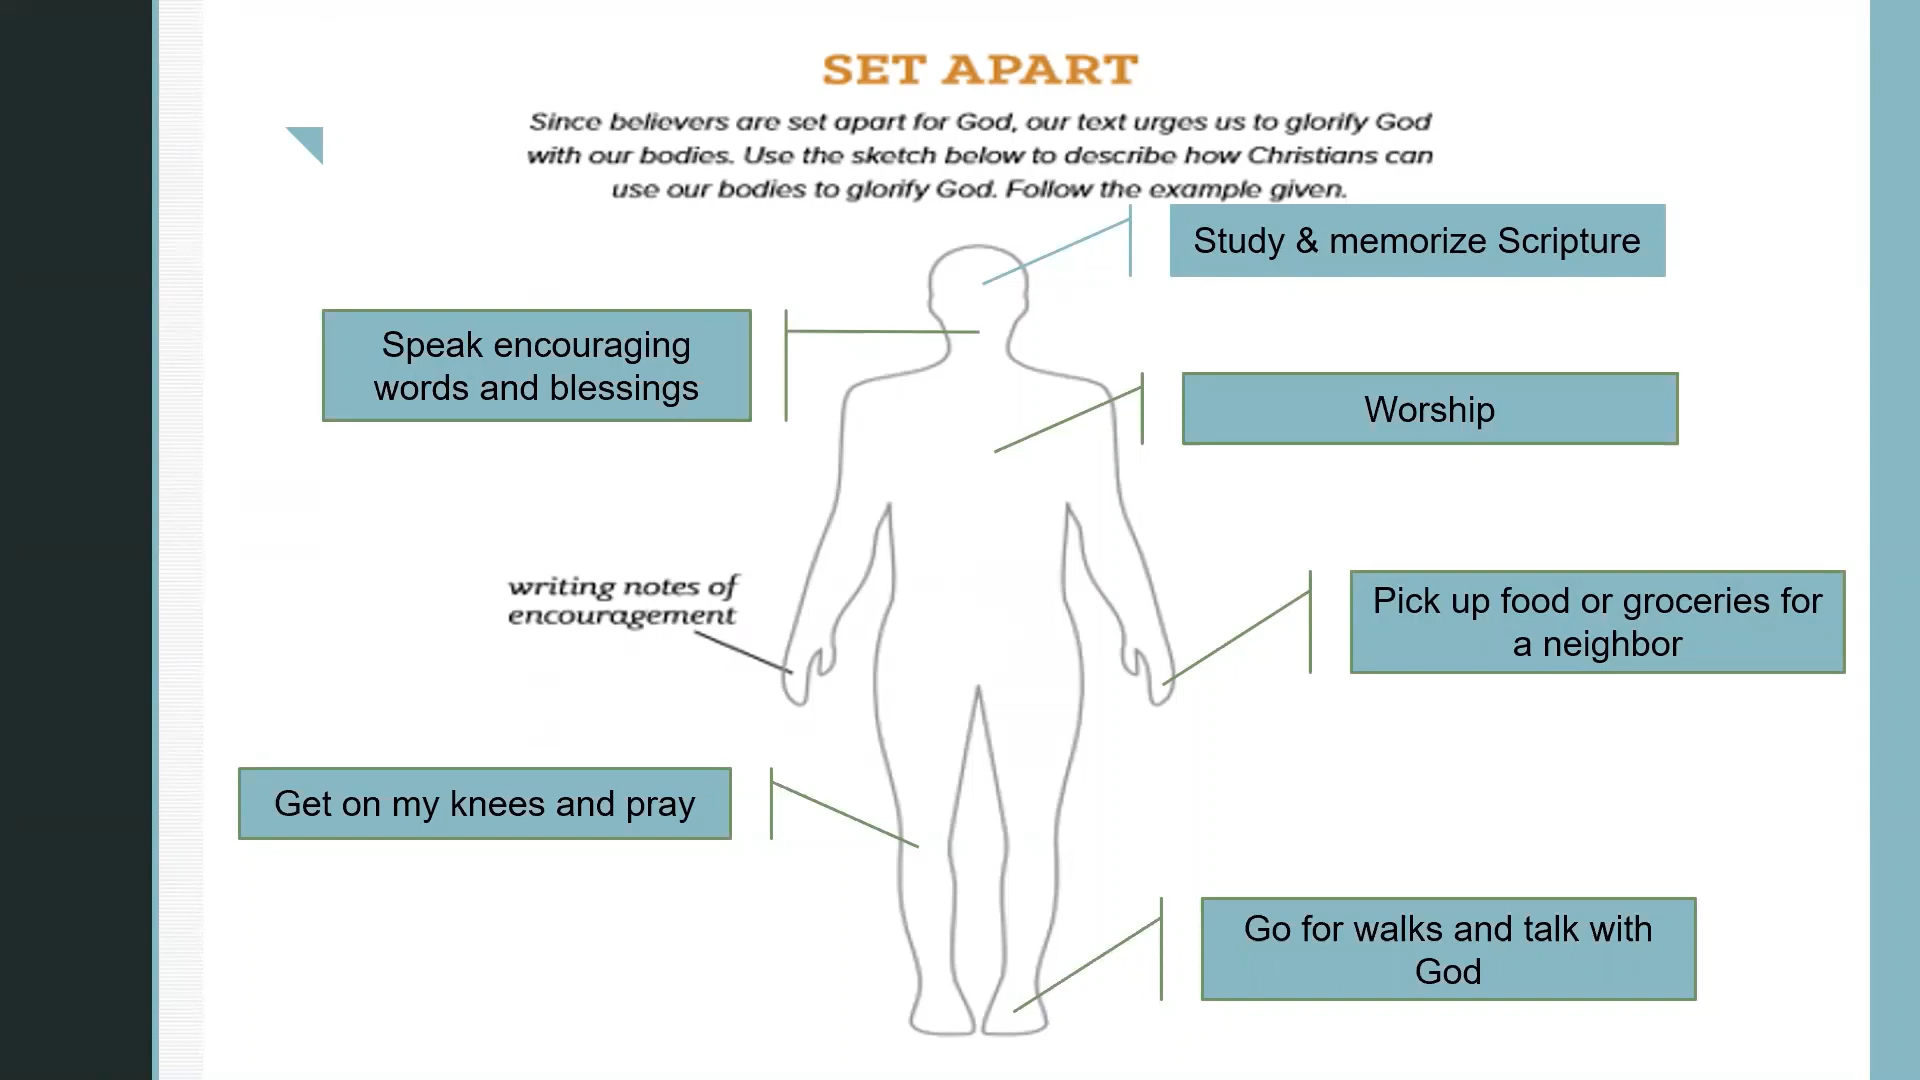 SET APART
Since believers are set apart for God, our text urges us to glorify God
with our bodies. Use the sketch below to describe how Christians can
use our bodies to glorify God. Follow the example given.
Study & memorize Scripture
Speak encouraging
words and blessings
Worship
writing notes of
encouragement
Pick up food or groceries for
a neighbor
Get on my knees and pray
Go for walks and talk with
God